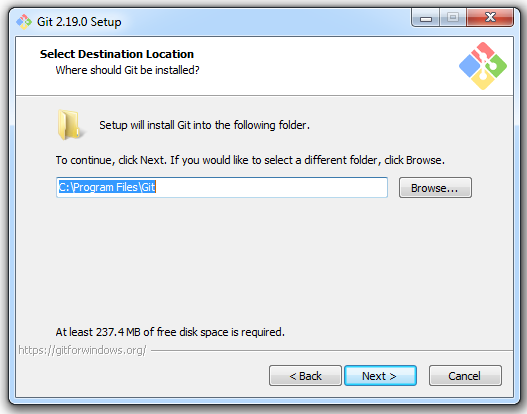 Git 2.19.0 Setup
Select Destination Location
Where should Git be installed?
Setup will install Git into the following folder.
To continue, click Next. If you would like to select a different folder, click Browse.
C:\Program Files\Git
Browse...
At least 237.4 MB of free disk space is required.
https://gitforwindows.org/
< Back
Next >
Cancel